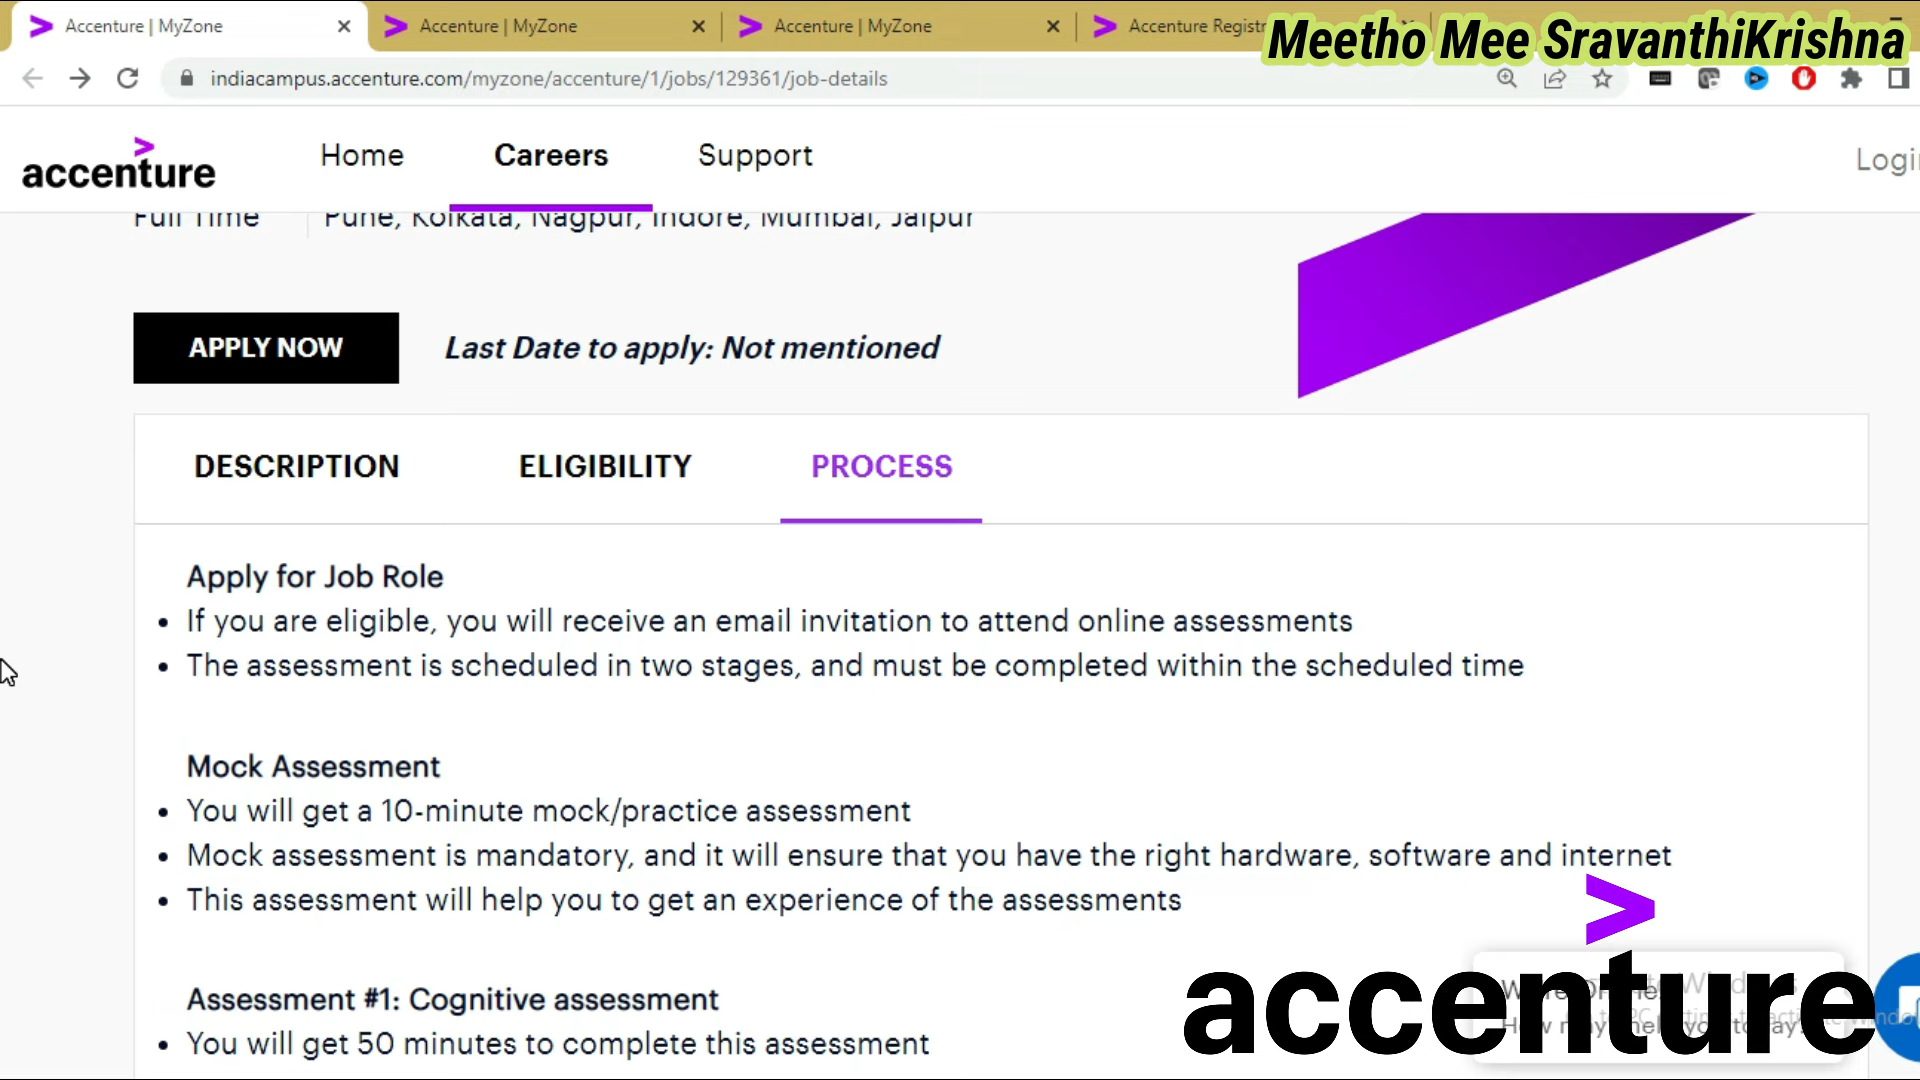 Accenture | MyZone
Accenture | MyZone
Accenture | MyZone
Accenture Registr
Meetho Mee SravanthiKrishna
indiacampus.accenture.com/myzone/accenture/1/jobs/129361/job-details
accenture
Home
Careers
Support
Login
Full Time
Pune, Kolkata, Nagpur, Indore, Mumbai, Jaipur
APPLY NOW
Last Date to apply: Not mentioned
DESCRIPTION
ELIGIBILITY
PROCESS
Apply for Job Role
• If you are eligible, you will receive an email invitation to attend online assessments
• The assessment is scheduled in two stages, and must be completed within the scheduled time
Mock Assessment
• You will get a 10-minute mock/practice assessment
• Mock assessment is mandatory, and it will ensure that you have the right hardware, software and internet
• This assessment will help you to get an experience of the assessments
Assessment #1: Cognitive assessment
• You will get 50 minutes to complete this assessment
accenture